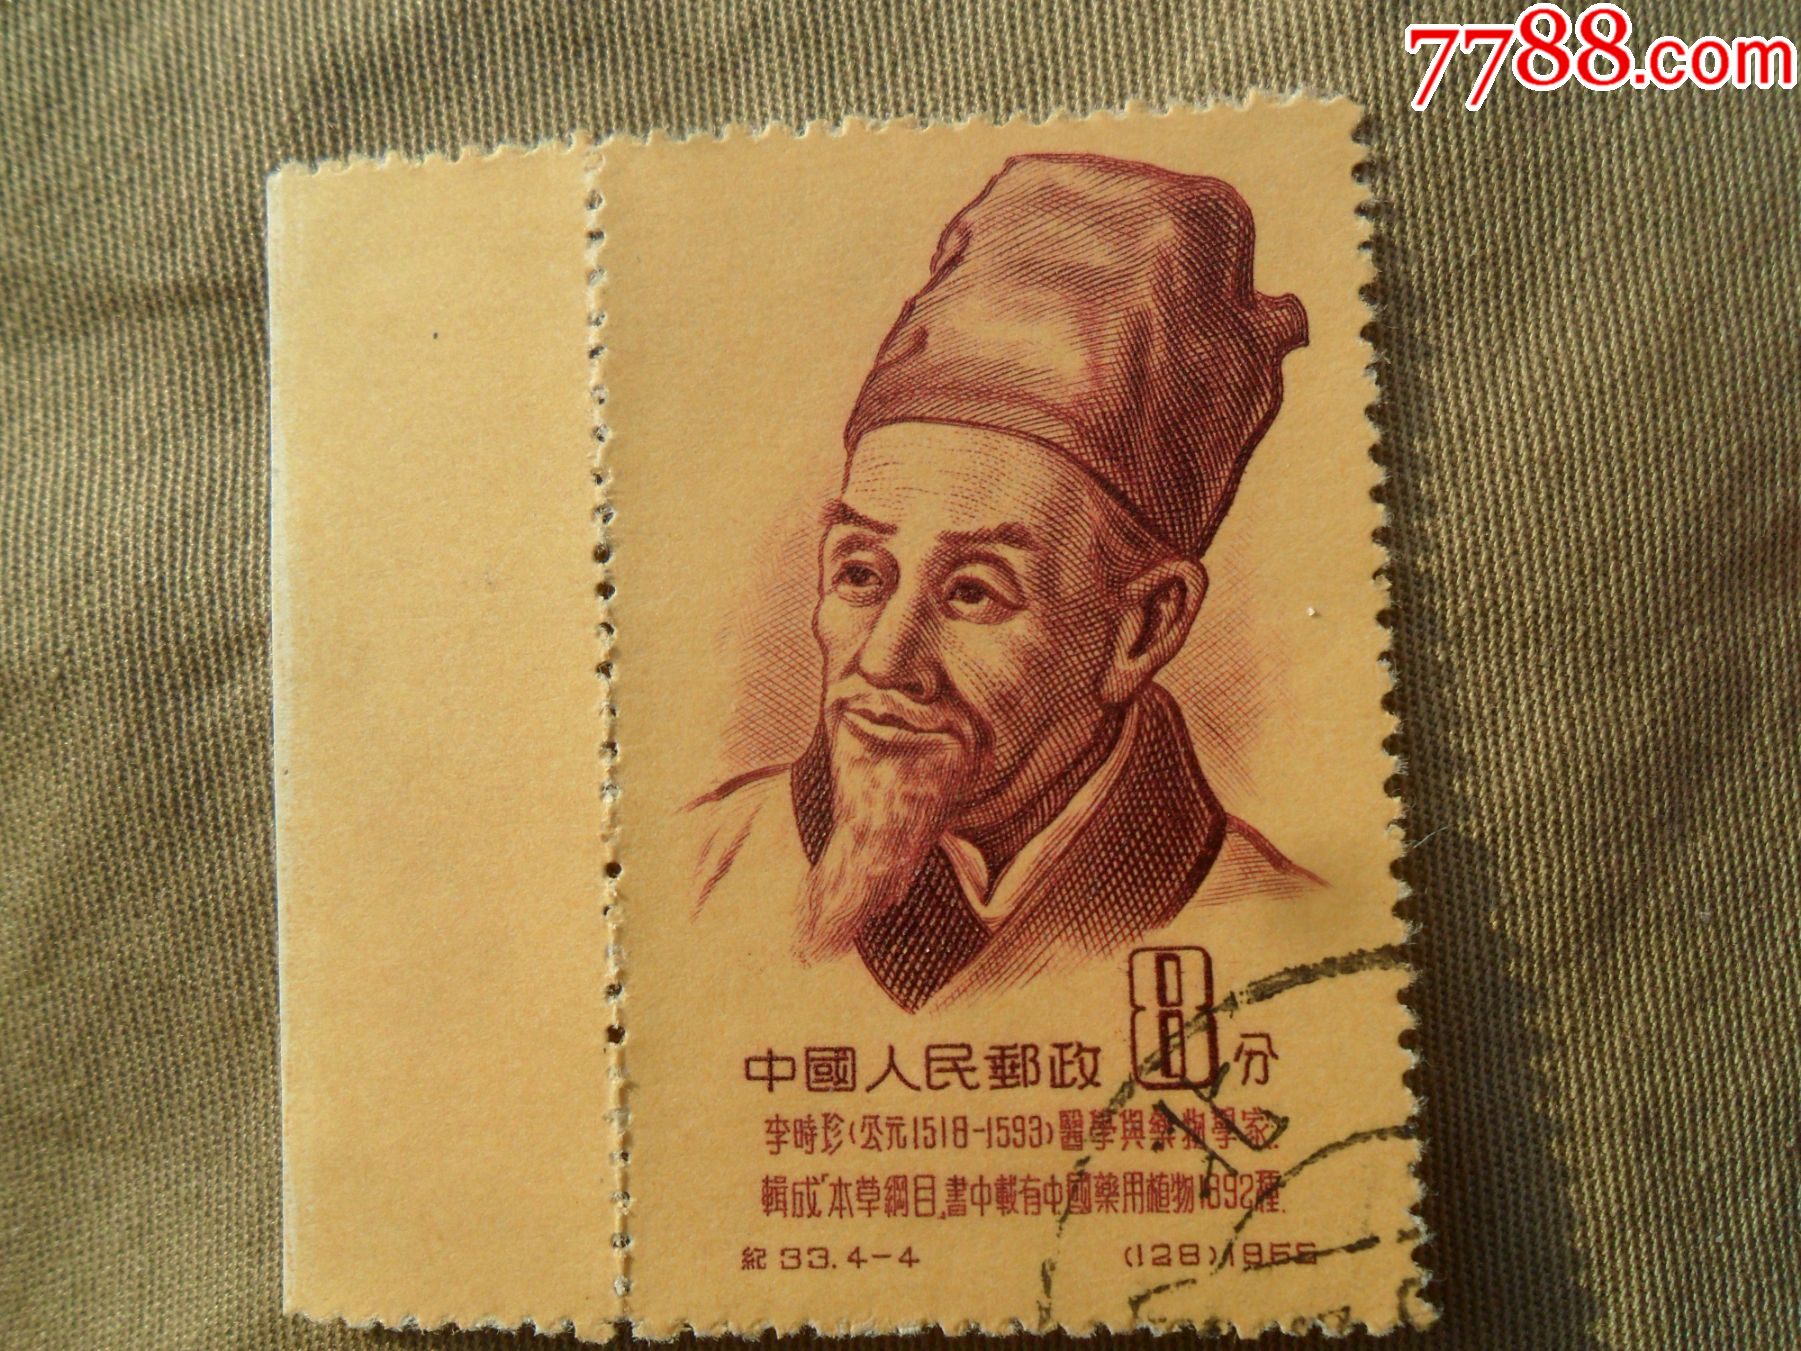 7788.com
中國人民郵政 8分
李時珍(公元1518-1593)醫學與藥物學家.
輯成「本草綱目」書中載有中國藥用植物1892種.
紀33.4-4 (128)1955